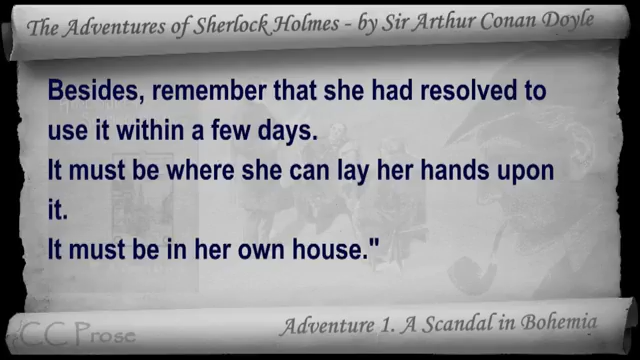 The Adventures of Sherlock Holmes - by Sir Arthur Conan Doyle
Besides, remember that she had resolved to
use it within a few days.
It must be where she can lay her hands upon
it.
It must be in her own house."
Adventure 1. A Scandal in Bohemia
CC Prose